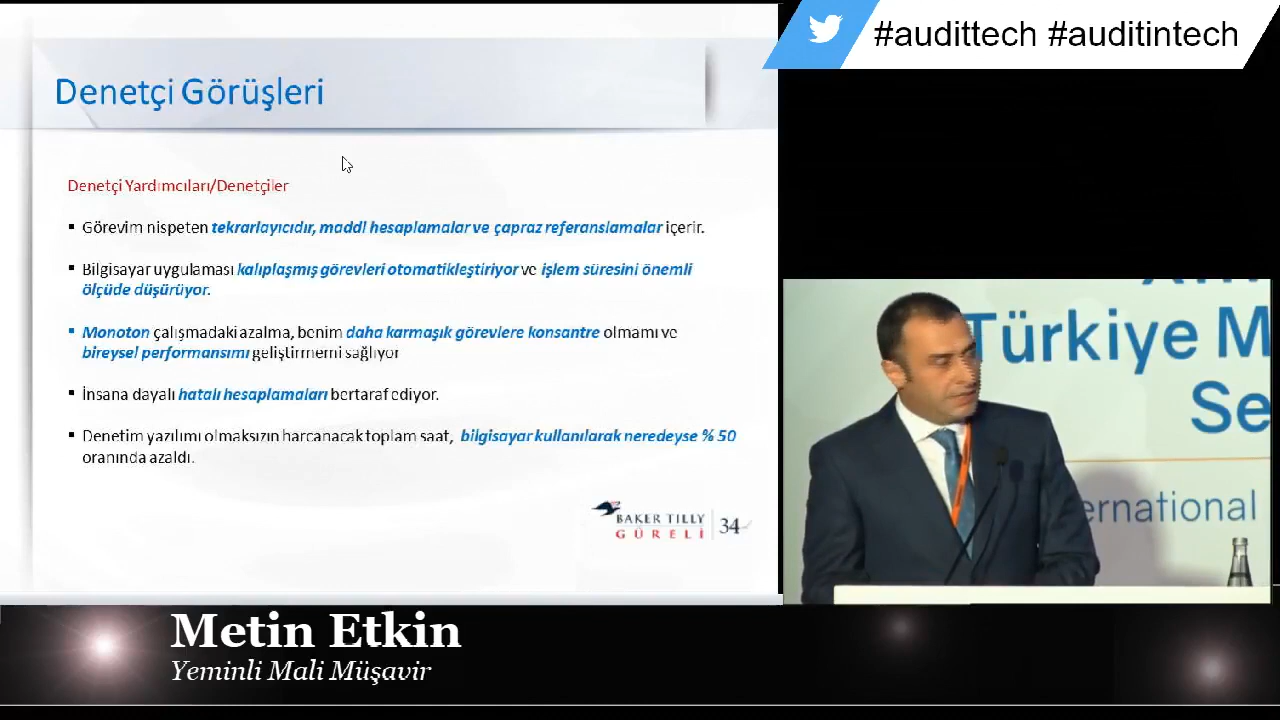 #audittech #auditintech
Denetçi Görüşleri
Denetçi Yardımcıları/Denetçiler
▪ Görevim nispeten tekrarlayıcıdır, maddi hesaplamalar ve çapraz referanslamalar içerir.
▪ Bilgisayar uygulaması kalıplaşmış görevleri otomatikleştiriyor ve işlem süresini önemli
ölçüde düşürüyor.
▪ Monoton çalışmadaki azalma, benim daha karmaşık görevlere konsantre olmamı ve
bireysel performansımı geliştirmemi sağlıyor
▪ İnsana dayalı hatalı hesaplamaları bertaraf ediyor.
▪ Denetim yazılımı olmaksızın harcanacak toplam saat, bilgisayar kullanılarak neredeyse % 50
oranında azaldı.
BAKER TILLY
GÜRELİ
34
Türkiye M
Se
ernational
Metin Etkin
Yeminli Mali Müşavir